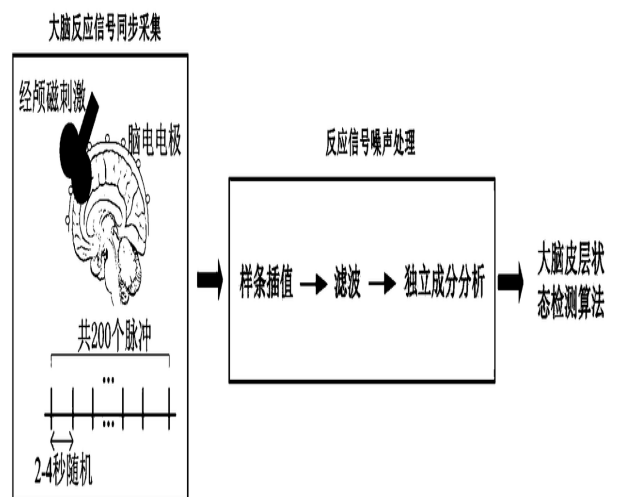 大脑反应信号同步采集
经颅磁刺激
脑电电极
共200个脉冲
...
...
2-4秒随机
反应信号噪声处理
样条插值
滤波
独立成分分析
大脑皮层状
态检测算法